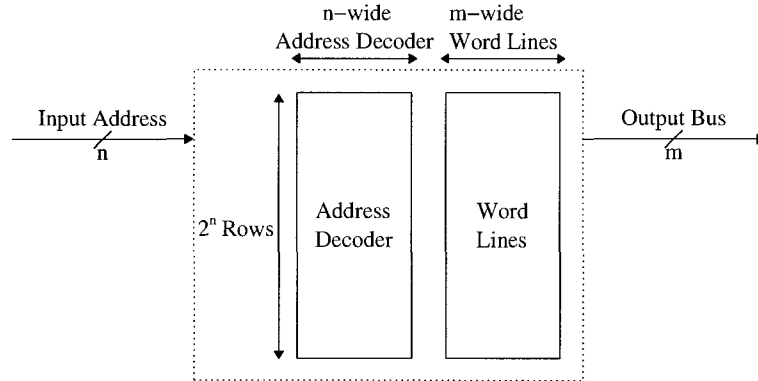 n-wide
Address Decoder
m-wide
Word Lines
Input Address
n
Output Bus
m
2ⁿ Rows
Address
Decoder
Word
Lines